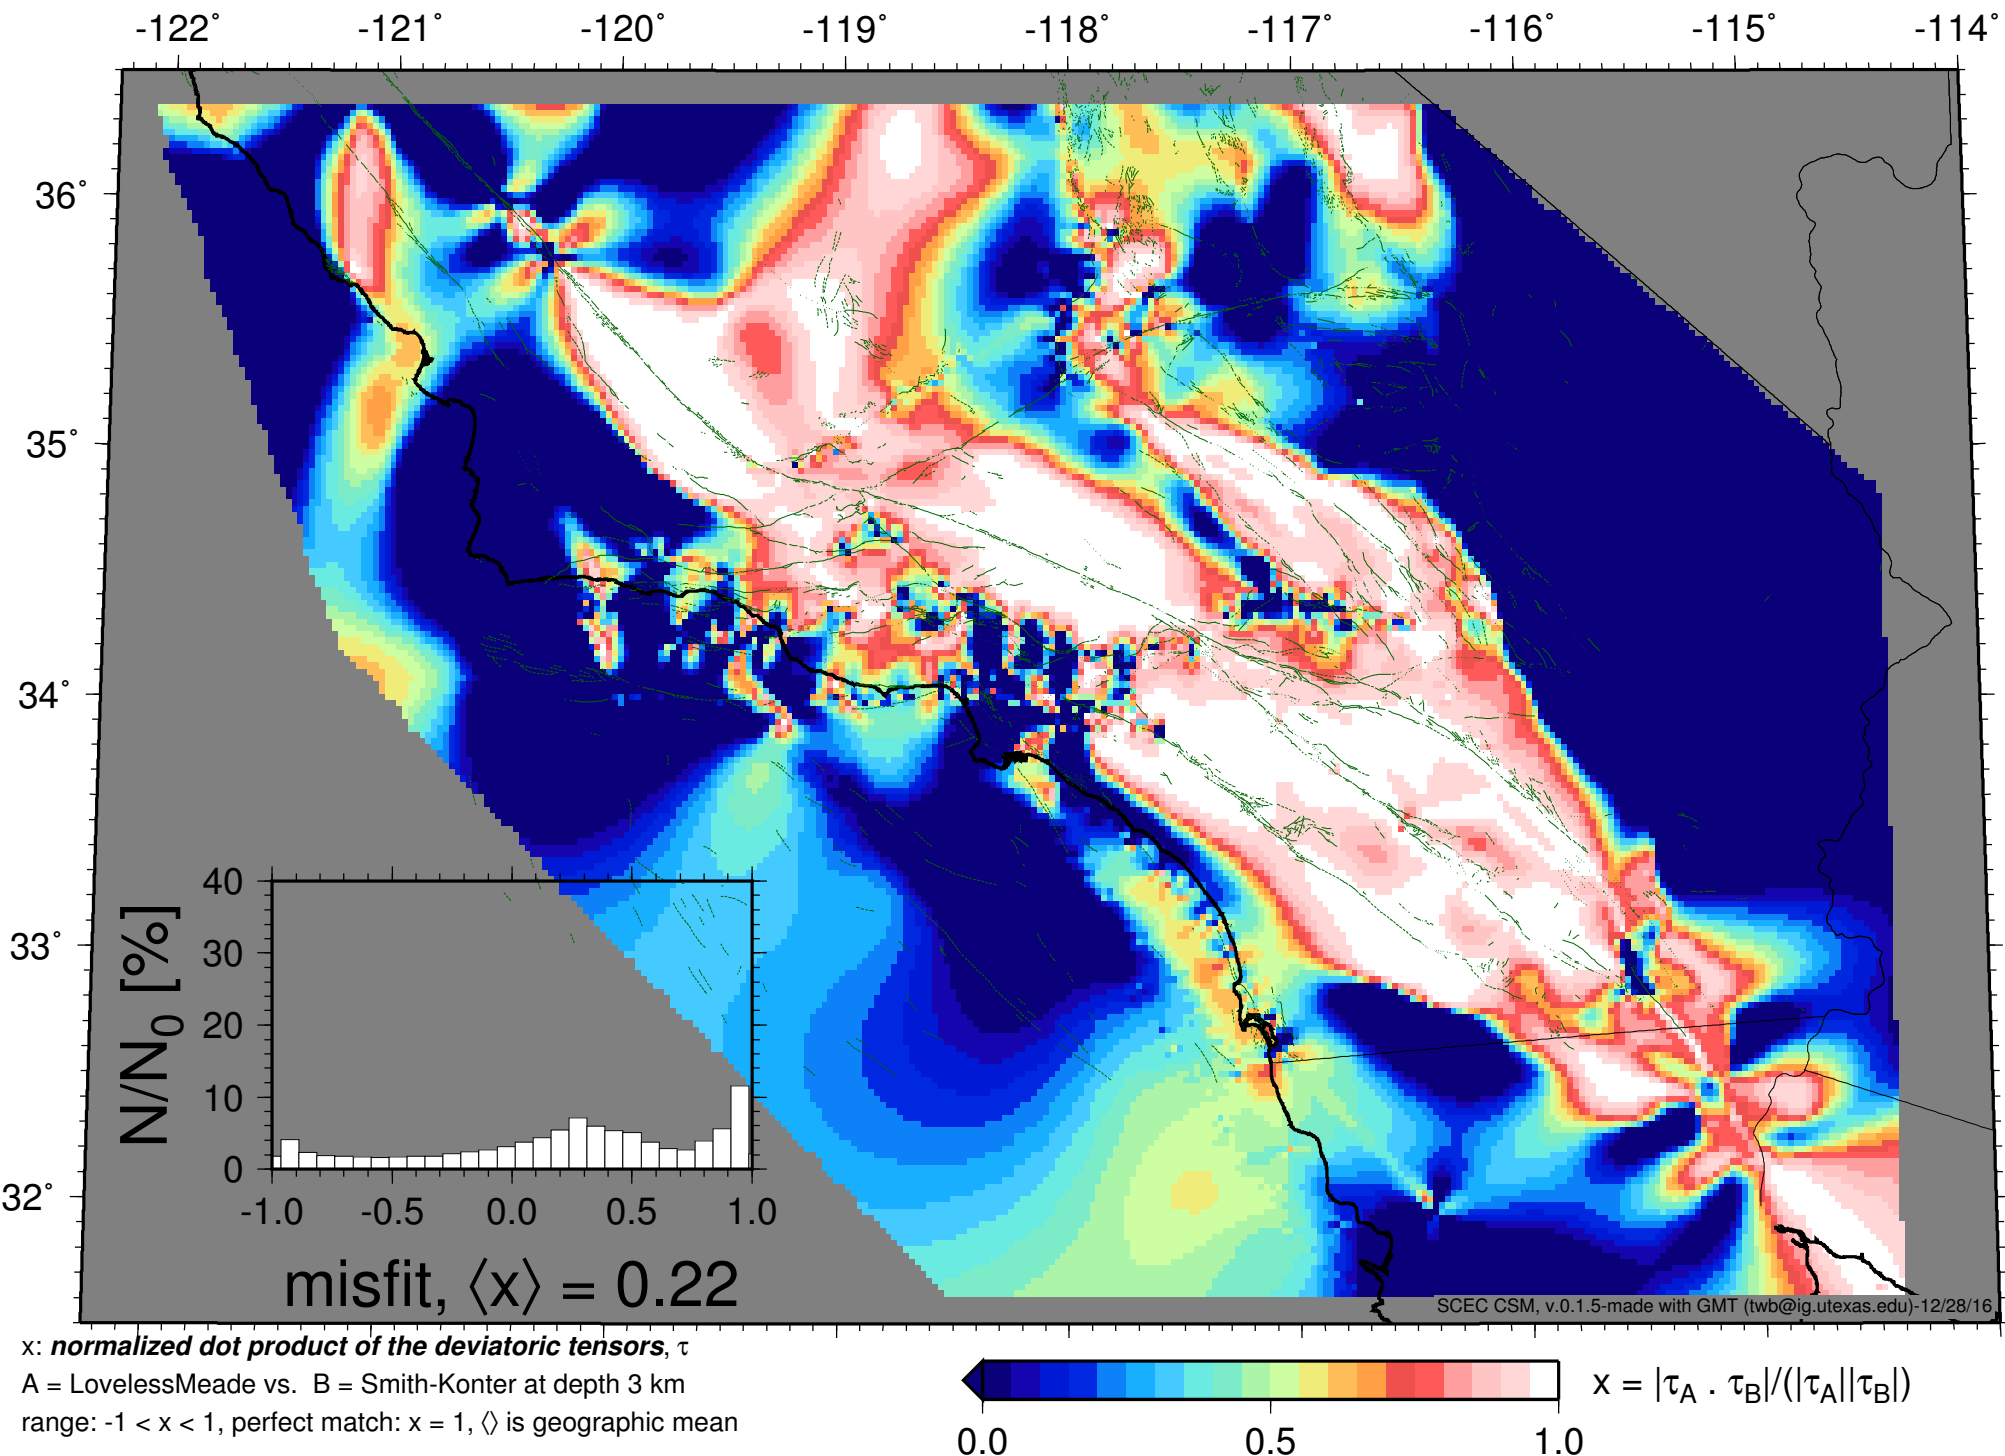 -122° -121° -120° -119° -118° -117° -116° -115° -114°
36°
35°
34°
33°
32°
40
30
20
10
0
N/N₀ [%]
-1.0 -0.5 0.0 0.5 1.0
misfit, ⟨x⟩ = 0.22
SCEC CSM, v.0.1.5-made with GMT (twb@ig.utexas.edu)-12/28/16
x: normalized dot product of the deviatoric tensors, τ
A = LovelessMeade vs. B = Smith-Konter at depth 3 km
range: -1 < x < 1, perfect match: x = 1, ⟨⟩ is geographic mean
0.0 0.5 1.0
x = |τ_A . τ_B|/(|τ_A||τ_B|)